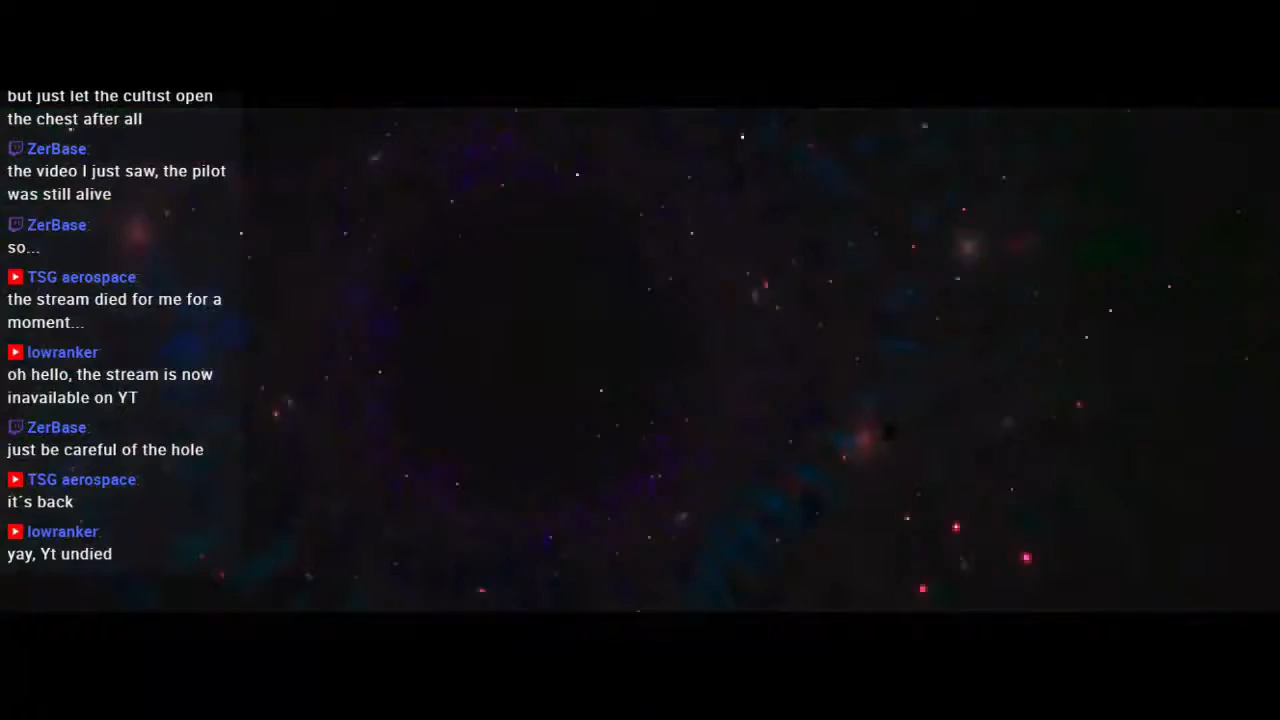 but just let the cultist open
the chest after all
ZerBase:
the video I just saw, the pilot
was still alive
ZerBase:
so...
TSG aerospace:
the stream died for me for a
moment...
lowranker:
oh hello, the stream is now
inavailable on YT
ZerBase:
just be careful of the hole
TSG aerospace:
it´s back
lowranker:
yay, Yt undied